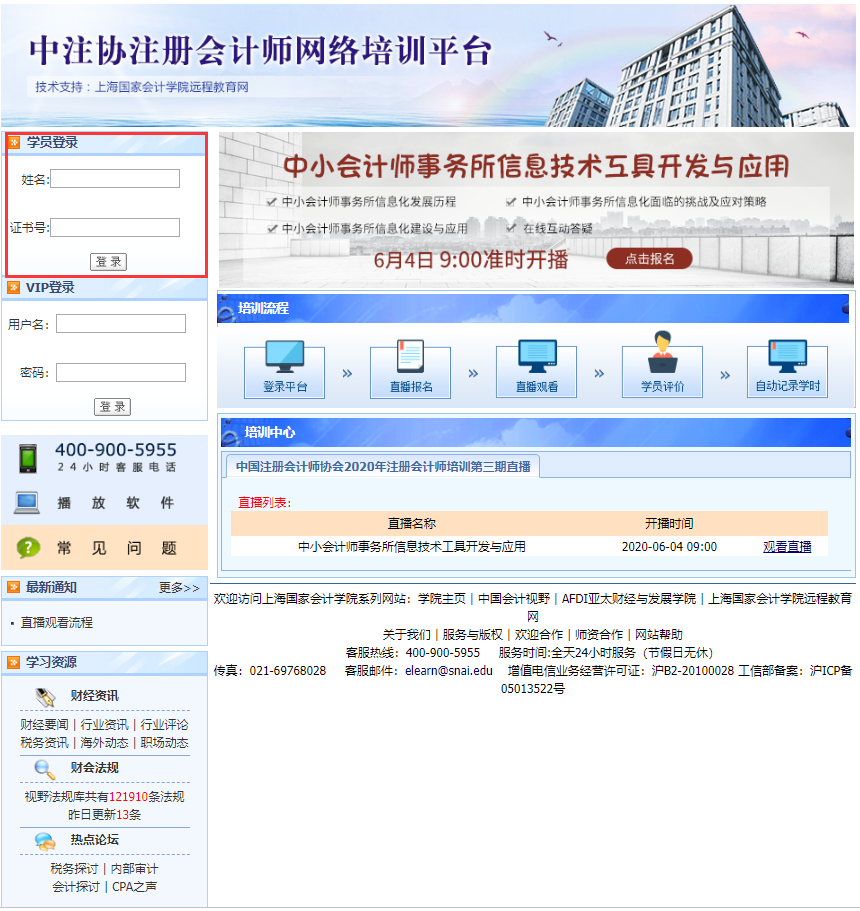 中注协注册会计师网络培训平台
技术支持：上海国家会计学院远程教育网
学员登录
姓名:
证书号:
登 录
VIP登录
用户名:
密码:
登 录
400-900-5955
24小时客服电话
播放软件
常见问题
最新通知 更多>>
直播观看流程
学习资源
财经资讯
财经要闻 | 行业资讯 | 行业评论
税务资讯 | 海外动态 | 职场动态
财会法规
视野法规库共有121910条法规
昨日更新13条
热点论坛
税务探讨 | 内部审计
会计探讨 | CPA之声
中小会计师事务所信息技术工具开发与应用
中小会计师事务所信息化发展历程 中小会计师事务所信息化面临的挑战及应对策略
中小会计师事务所信息化建设与应用 在线互动答疑
6月4日 9:00准时开播 点击报名
培训流程
登录平台 » 直播报名 » 直播观看 » 学员评价 » 自动记录学时
培训中心
中国注册会计师协会2020年注册会计师培训第三期直播
直播列表:
直播名称 开播时间
中小会计师事务所信息技术工具开发与应用 2020-06-04 09:00 观看直播
欢迎访问上海国家会计学院系列网站：学院主页 | 中国会计视野 | AFDI亚太财经与发展学院 | 上海国家会计学院远程教育
网
关于我们 | 服务与版权 | 欢迎合作 | 师资合作 | 网站帮助
客服热线：400-900-5955 服务时间:全天24小时服务（节假日无休）
传真：021-69768028 客服邮件：elearn@snai.edu 增值电信业务经营许可证：沪B2-20100028 工信部备案：沪ICP备
05013522号